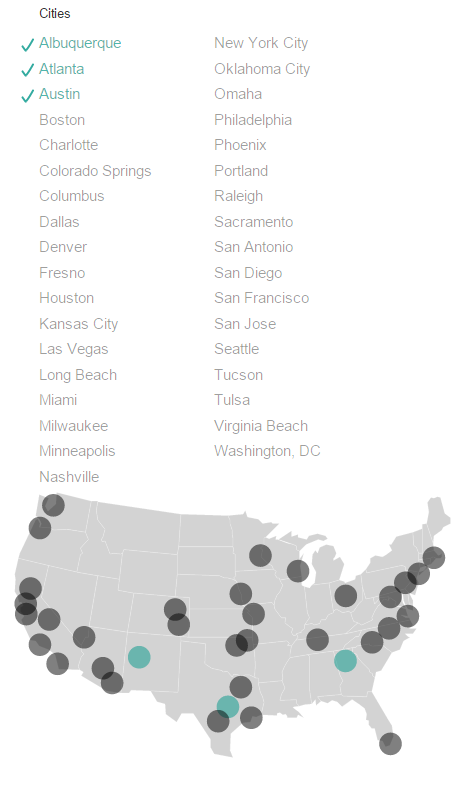 Cities
Albuquerque
Atlanta
Austin
Boston
Charlotte
Colorado Springs
Columbus
Dallas
Denver
Fresno
Houston
Kansas City
Las Vegas
Long Beach
Miami
Milwaukee
Minneapolis
Nashville
New York City
Oklahoma City
Omaha
Philadelphia
Phoenix
Portland
Raleigh
Sacramento
San Antonio
San Diego
San Francisco
San Jose
Seattle
Tucson
Tulsa
Virginia Beach
Washington, DC